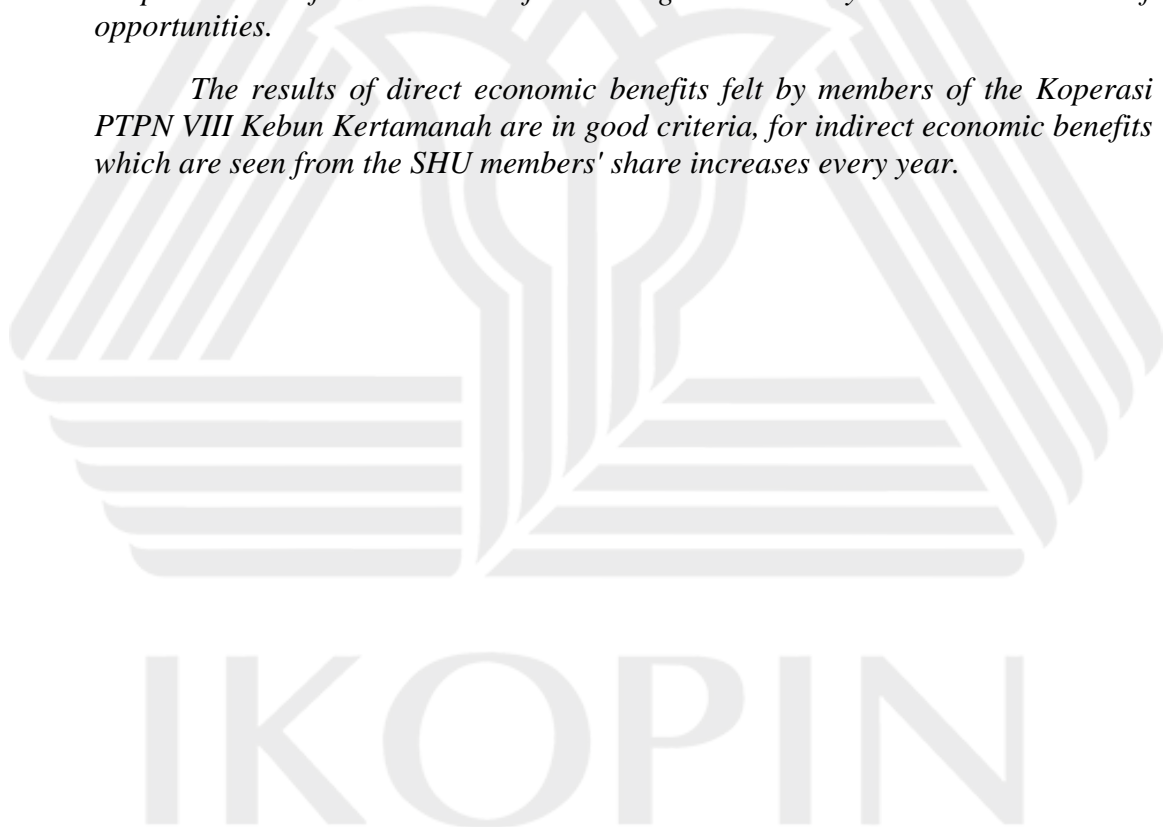 opportunities.
The results of direct economic benefits felt by members of the Koperasi
PTPN VIII Kebun Kertamanah are in good criteria, for indirect economic benefits
which are seen from the SHU members' share increases every year.
IKOPIN